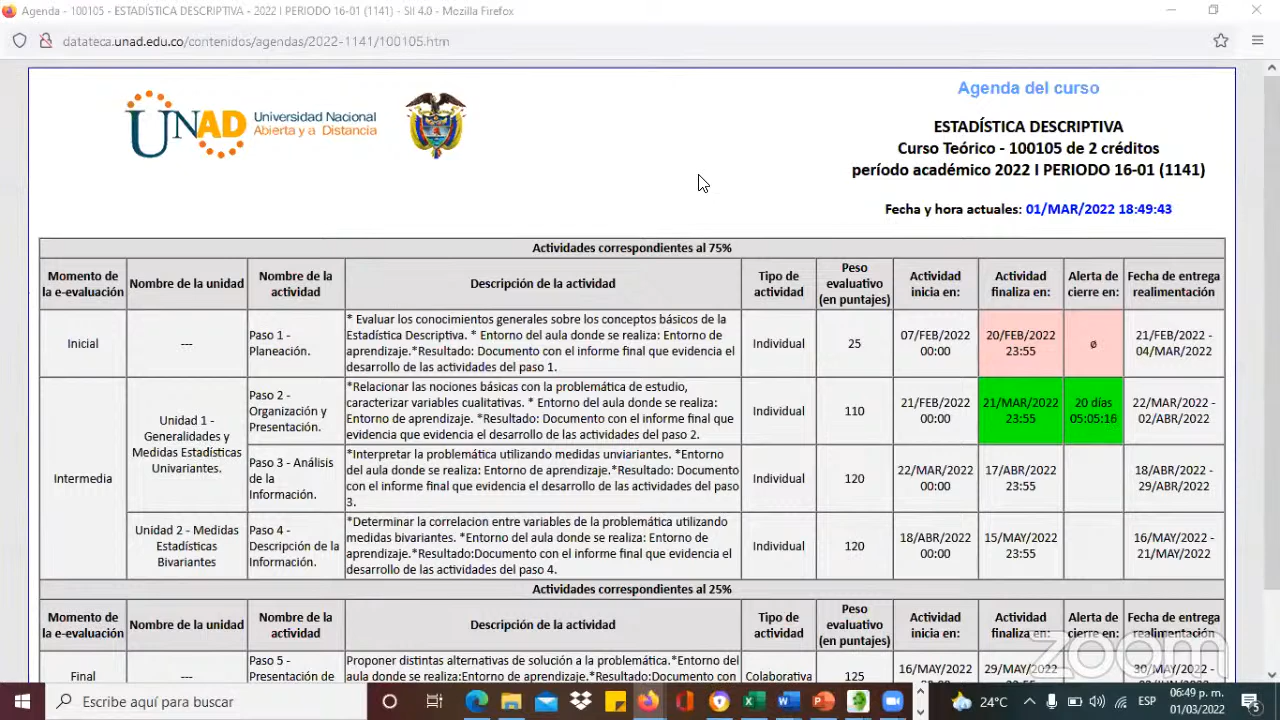 Agenda - 100105 - ESTADÍSTICA DESCRIPTIVA - 2022 I PERIODO 16-01 (1141) - SII 4.0 - Mozilla Firefox
datateca.unad.edu.co/contenidos/agendas/2022-1141/100105.htm
UNAD
Universidad Nacional
Abierta y a Distancia
Agenda del curso
ESTADÍSTICA DESCRIPTIVA
Curso Teórico - 100105 de 2 créditos
período académico 2022 I PERIODO 16-01 (1141)
Fecha y hora actuales: 01/MAR/2022 18:49:43
Actividades correspondientes al 75%
Momento de
la e-evaluación
Nombre de la unidad
Nombre de la
actividad
Descripción de la actividad
Tipo de
actividad
Peso
evaluativo
(en puntajes)
Actividad
inicia en:
Actividad
finaliza en:
Alerta de
cierre en:
Fecha de entrega
realimentación
Inicial
---
Paso 1 -
Planeación.
* Evaluar los conocimientos generales sobre los conceptos básicos de la
Estadística Descriptiva. * Entorno del aula donde se realiza: Entorno de
aprendizaje.*Resultado: Documento con el informe final que evidencia el
desarrollo de las actividades del paso 1.
Individual
25
07/FEB/2022
00:00
20/FEB/2022
23:55
ø
21/FEB/2022 -
04/MAR/2022
Intermedia
Unidad 1 -
Generalidades y
Medidas Estadísticas
Univariantes.
Paso 2 -
Organización y
Presentación.
*Relacionar las nociones básicas con la problemática de estudio,
caracterizar variables cualitativas. * Entorno del aula donde se realiza:
Entorno de aprendizaje. *Resultado: Documento con el informe final que
evidencia que evidencia el desarrollo de las actividades del paso 2.
Individual
110
21/FEB/2022
00:00
21/MAR/2022
23:55
20 días
05:05:16
22/MAR/2022 -
02/ABR/2022
Paso 3 - Análisis
de la
Información.
*Interpretar la problemática utilizando medidas unviariantes. *Entorno
del aula donde se realiza: Entorno de aprendizaje.*Resultado: Documento
con el informe final que evidencia el desarrollo de las actividades del paso
3.
Individual
120
22/MAR/2022
00:00
17/ABR/2022
23:55
18/ABR/2022 -
29/ABR/2022
Unidad 2 - Medidas
Estadísticas
Bivariantes
Paso 4 -
Descripción de la
Información.
*Determinar la correlacion entre variables de la problemática utilizando
medidas bivariantes. *Entorno del aula donde se realiza: Entorno de
aprendizaje.*Resultado:Documento con el informe final que evidencia el
desarrollo de las actividades del paso 4.
Individual
120
18/ABR/2022
00:00
15/MAY/2022
23:55
16/MAY/2022 -
21/MAY/2022
Actividades correspondientes al 25%
Momento de
la e-evaluación
Nombre de la unidad
Nombre de la
actividad
Descripción de la actividad
Tipo de
actividad
Peso
evaluativo
(en puntajes)
Actividad
inicia en:
Actividad
finaliza en:
Alerta de
cierre en:
Fecha de entrega
realimentación
Final
---
Paso 5 -
Presentación de
Proponer distintas alternativas de solución a la problemática.*Entorno del
aula donde se realiza:Entorno de aprendizaje.*Resultado:Documento con
Colaborativa
125
16/MAY/2022
29/MAY/2022
30/MAY/2022 -
zoom
Escribe aquí para buscar
24°C
ESP
06:49 p. m.
01/03/2022
5